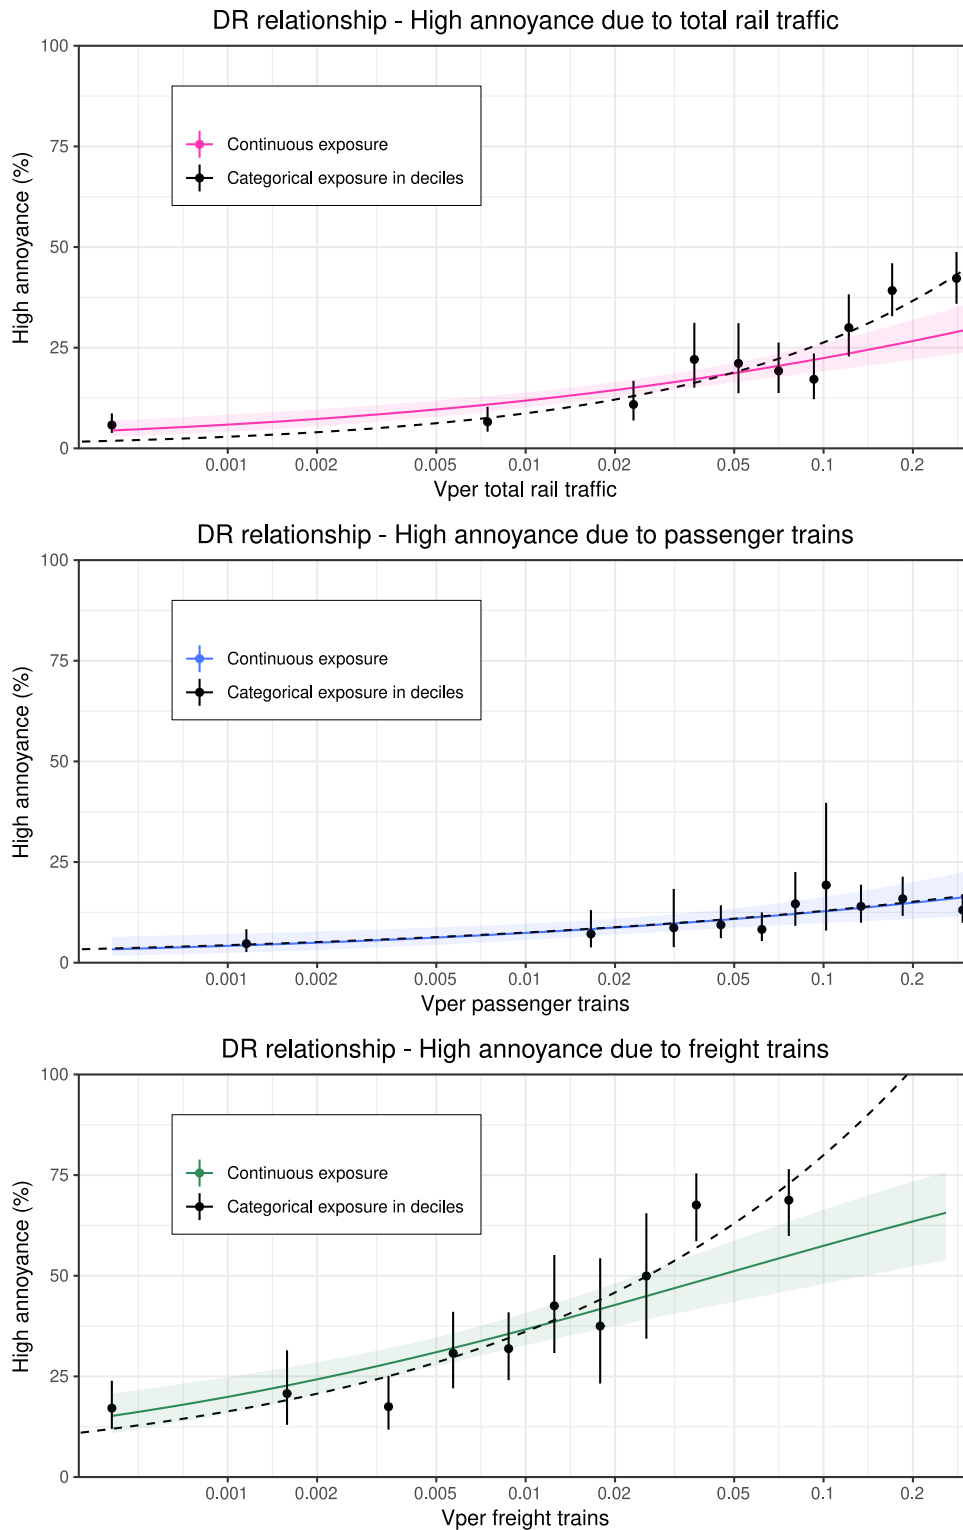 DR relationship - High annoyance due to total rail traffic
High annoyance (%)
100
75
50
25
0
Continuous exposure
Categorical exposure in deciles
0.001 0.002 0.005 0.01 0.02 0.05 0.1 0.2
Vper total rail traffic
DR relationship - High annoyance due to passenger trains
High annoyance (%)
100
75
50
25
0
Continuous exposure
Categorical exposure in deciles
0.001 0.002 0.005 0.01 0.02 0.05 0.1 0.2
Vper passenger trains
DR relationship - High annoyance due to freight trains
High annoyance (%)
100
75
50
25
0
Continuous exposure
Categorical exposure in deciles
0.001 0.002 0.005 0.01 0.02 0.05 0.1 0.2
Vper freight trains